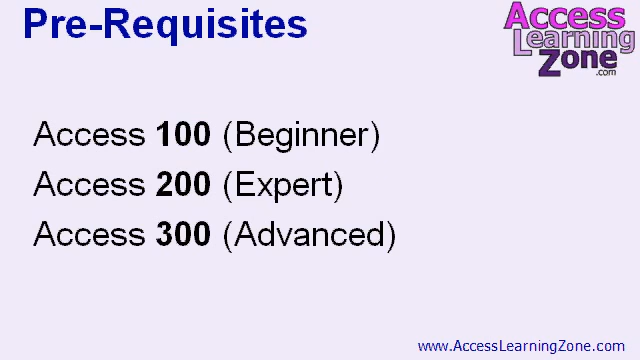 Pre-Requisites
Access
Learning
Zone
.com
Access 100 (Beginner)
Access 200 (Expert)
Access 300 (Advanced)
www.AccessLearningZone.com